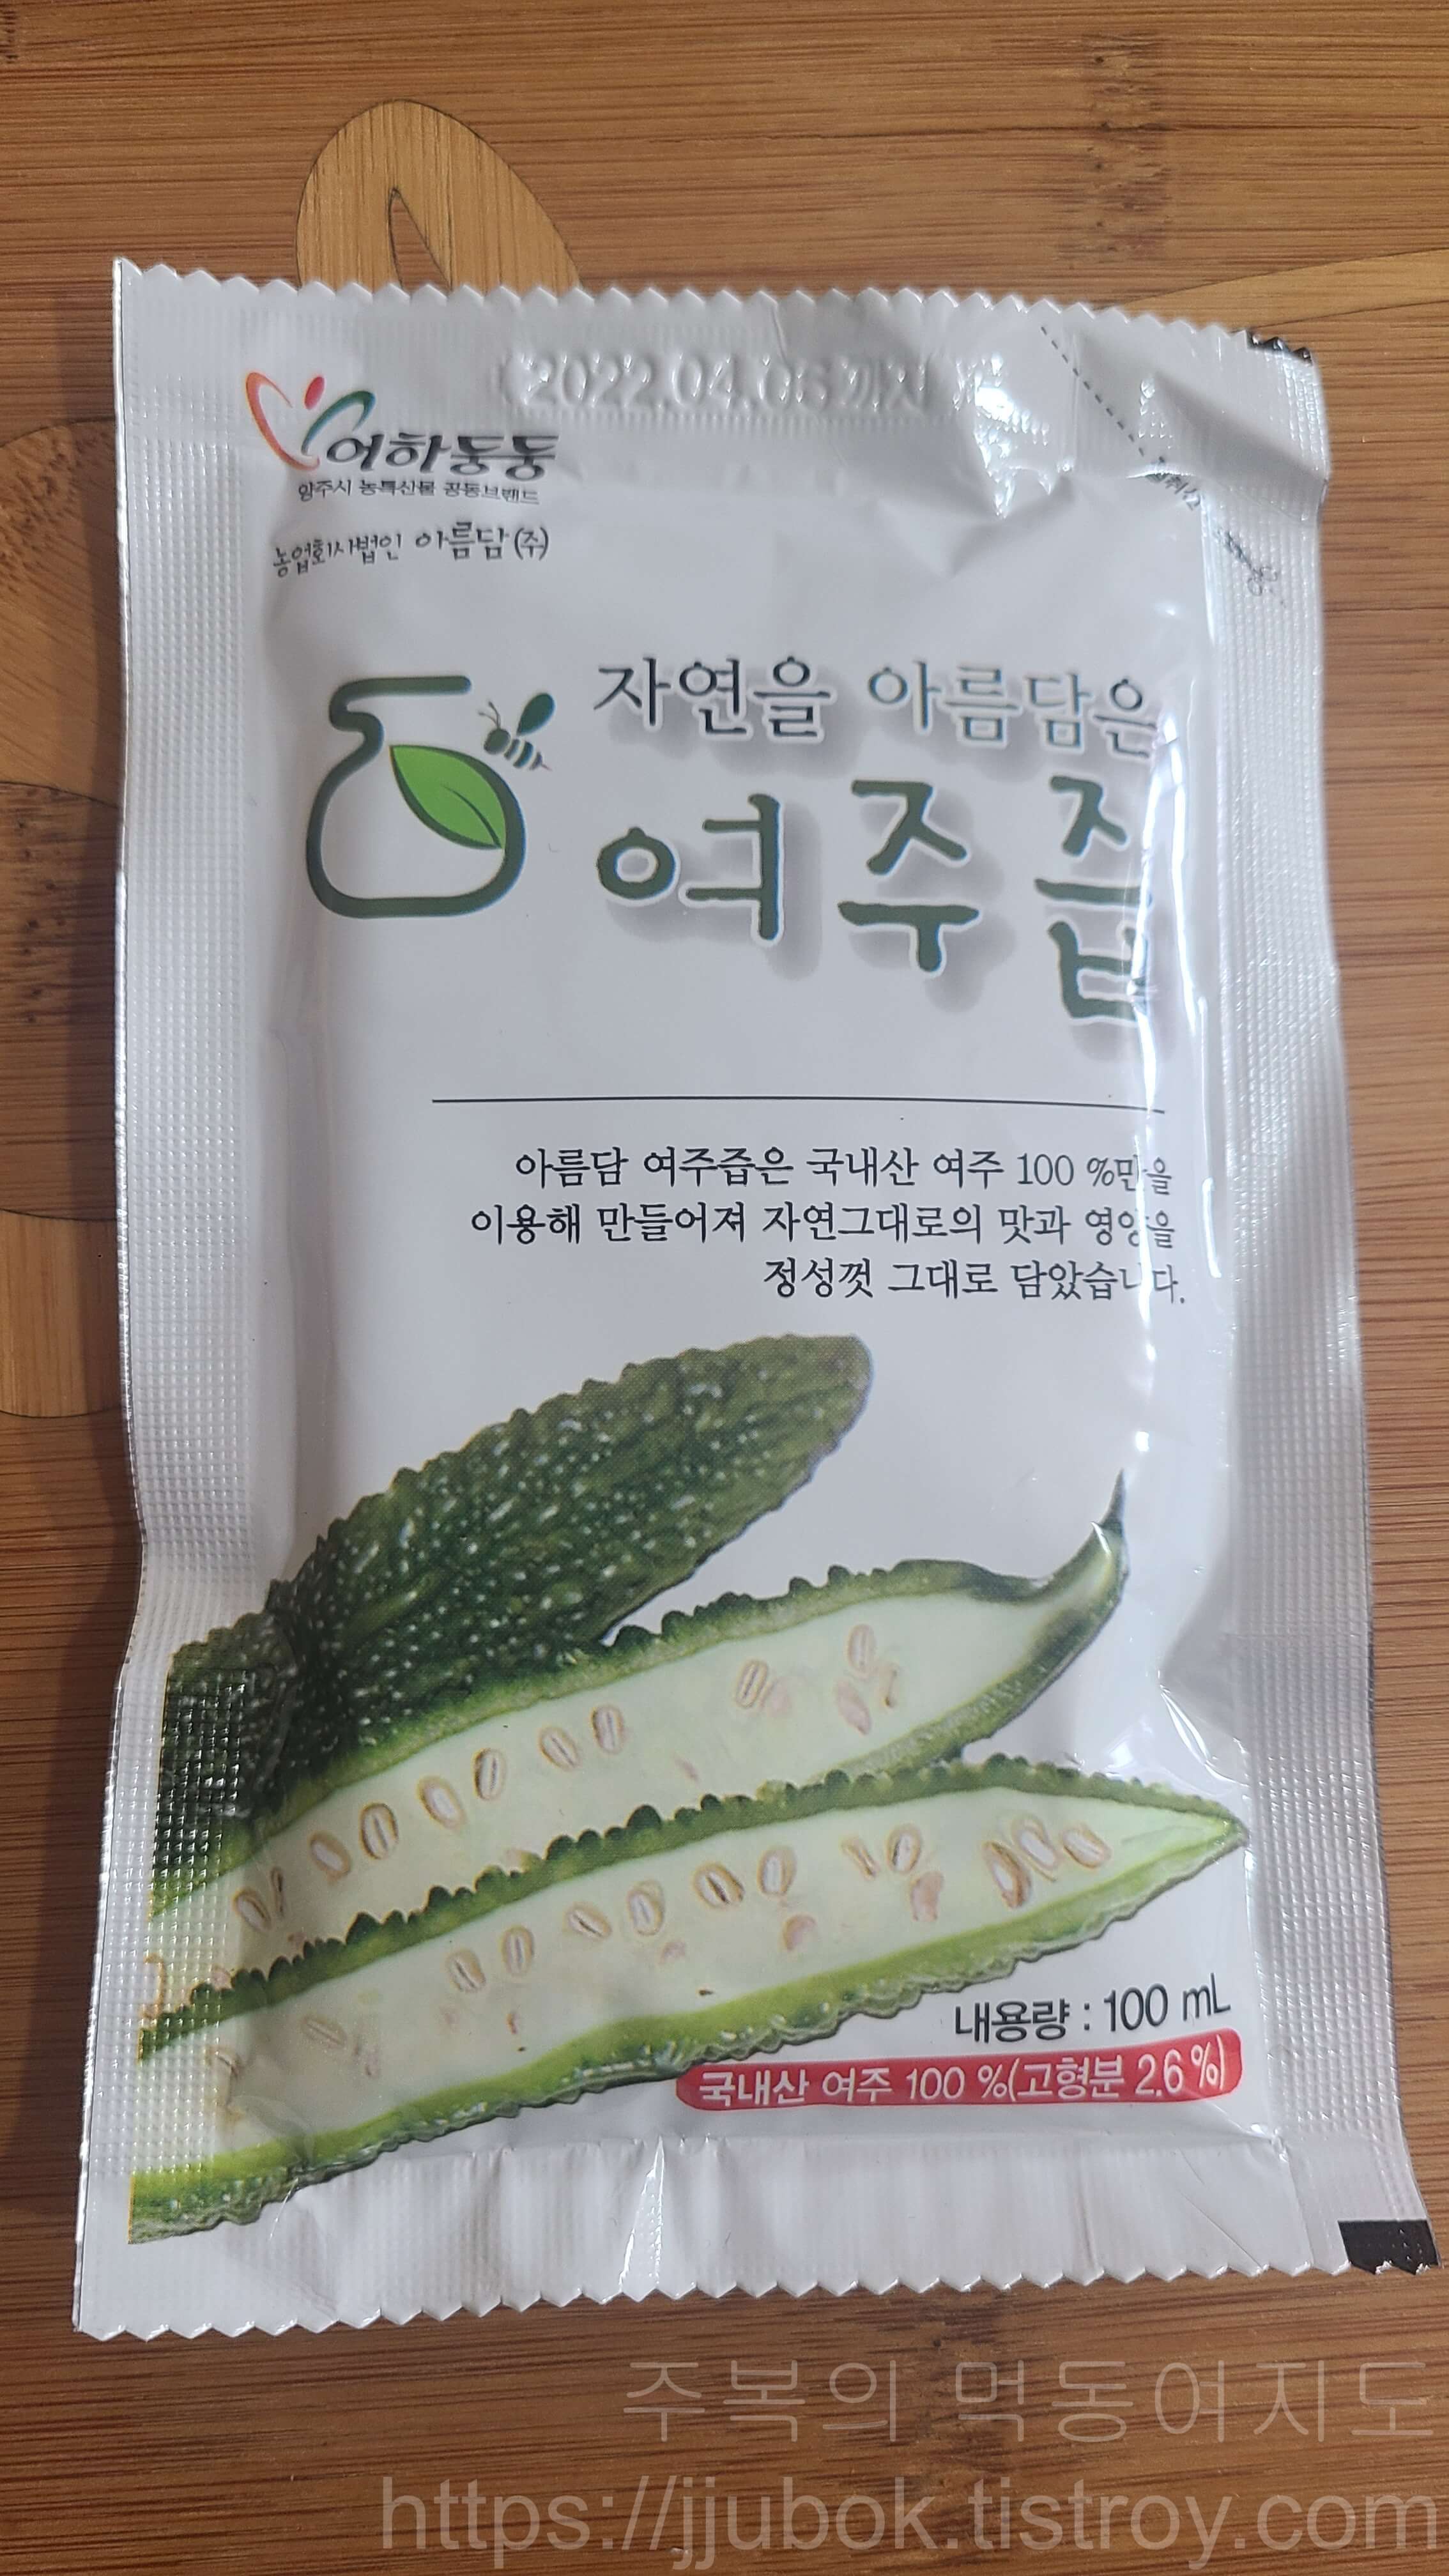 2022.04.06 까지
어하둥둥
양주시 농특산물 공동브랜드
농업회사법인 아름담(주)
자연을 아름담은
여주즙
아름담 여주즙은 국내산 여주 100 %만을
이용해 만들어져 자연그대로의 맛과 영양을
정성껏 그대로 담았습니다.
내용량 : 100 mL
국내산 여주 100 %(고형분 2.6 %)
주복의 먹동여지도
https://jjubok.tistroy.com